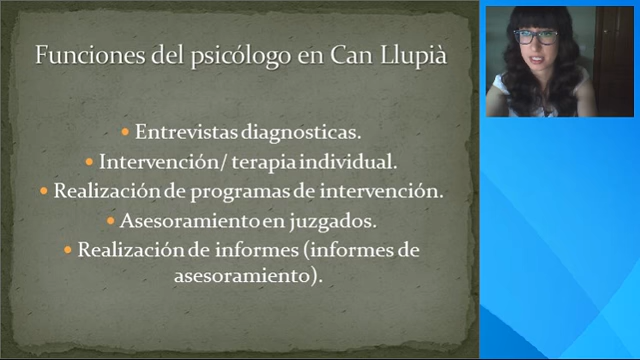 Funciones del psicólogo en Can Llupià
• Entrevistas diagnosticas.
• Intervención/ terapia individual.
• Realización de programas de intervención.
• Asesoramiento en juzgados.
• Realización de informes (informes de
asesoramiento).